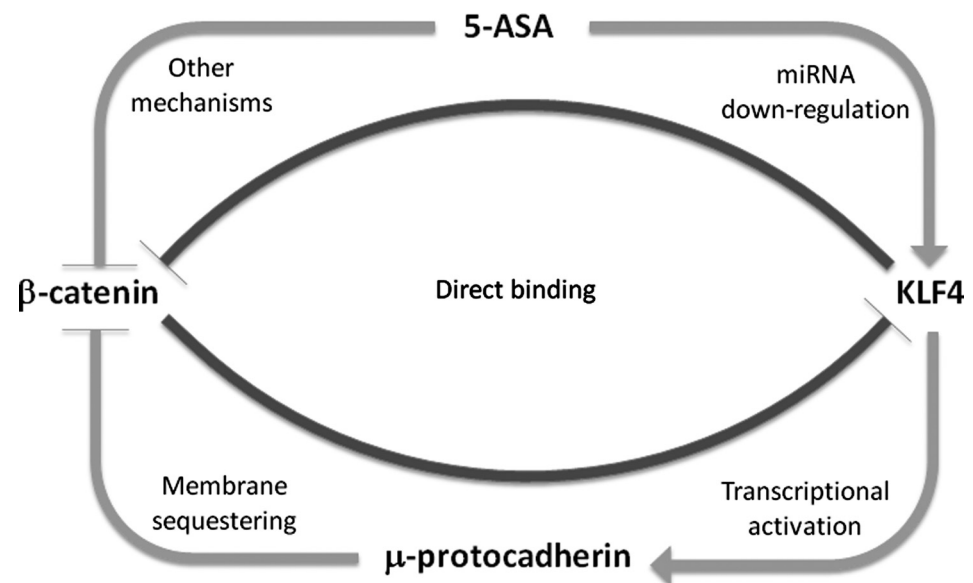 5-ASA
Other
mechanisms
miRNA
down-regulation
β-catenin
Direct binding
KLF4
Membrane
sequestering
Transcriptional
activation
μ-protocadherin